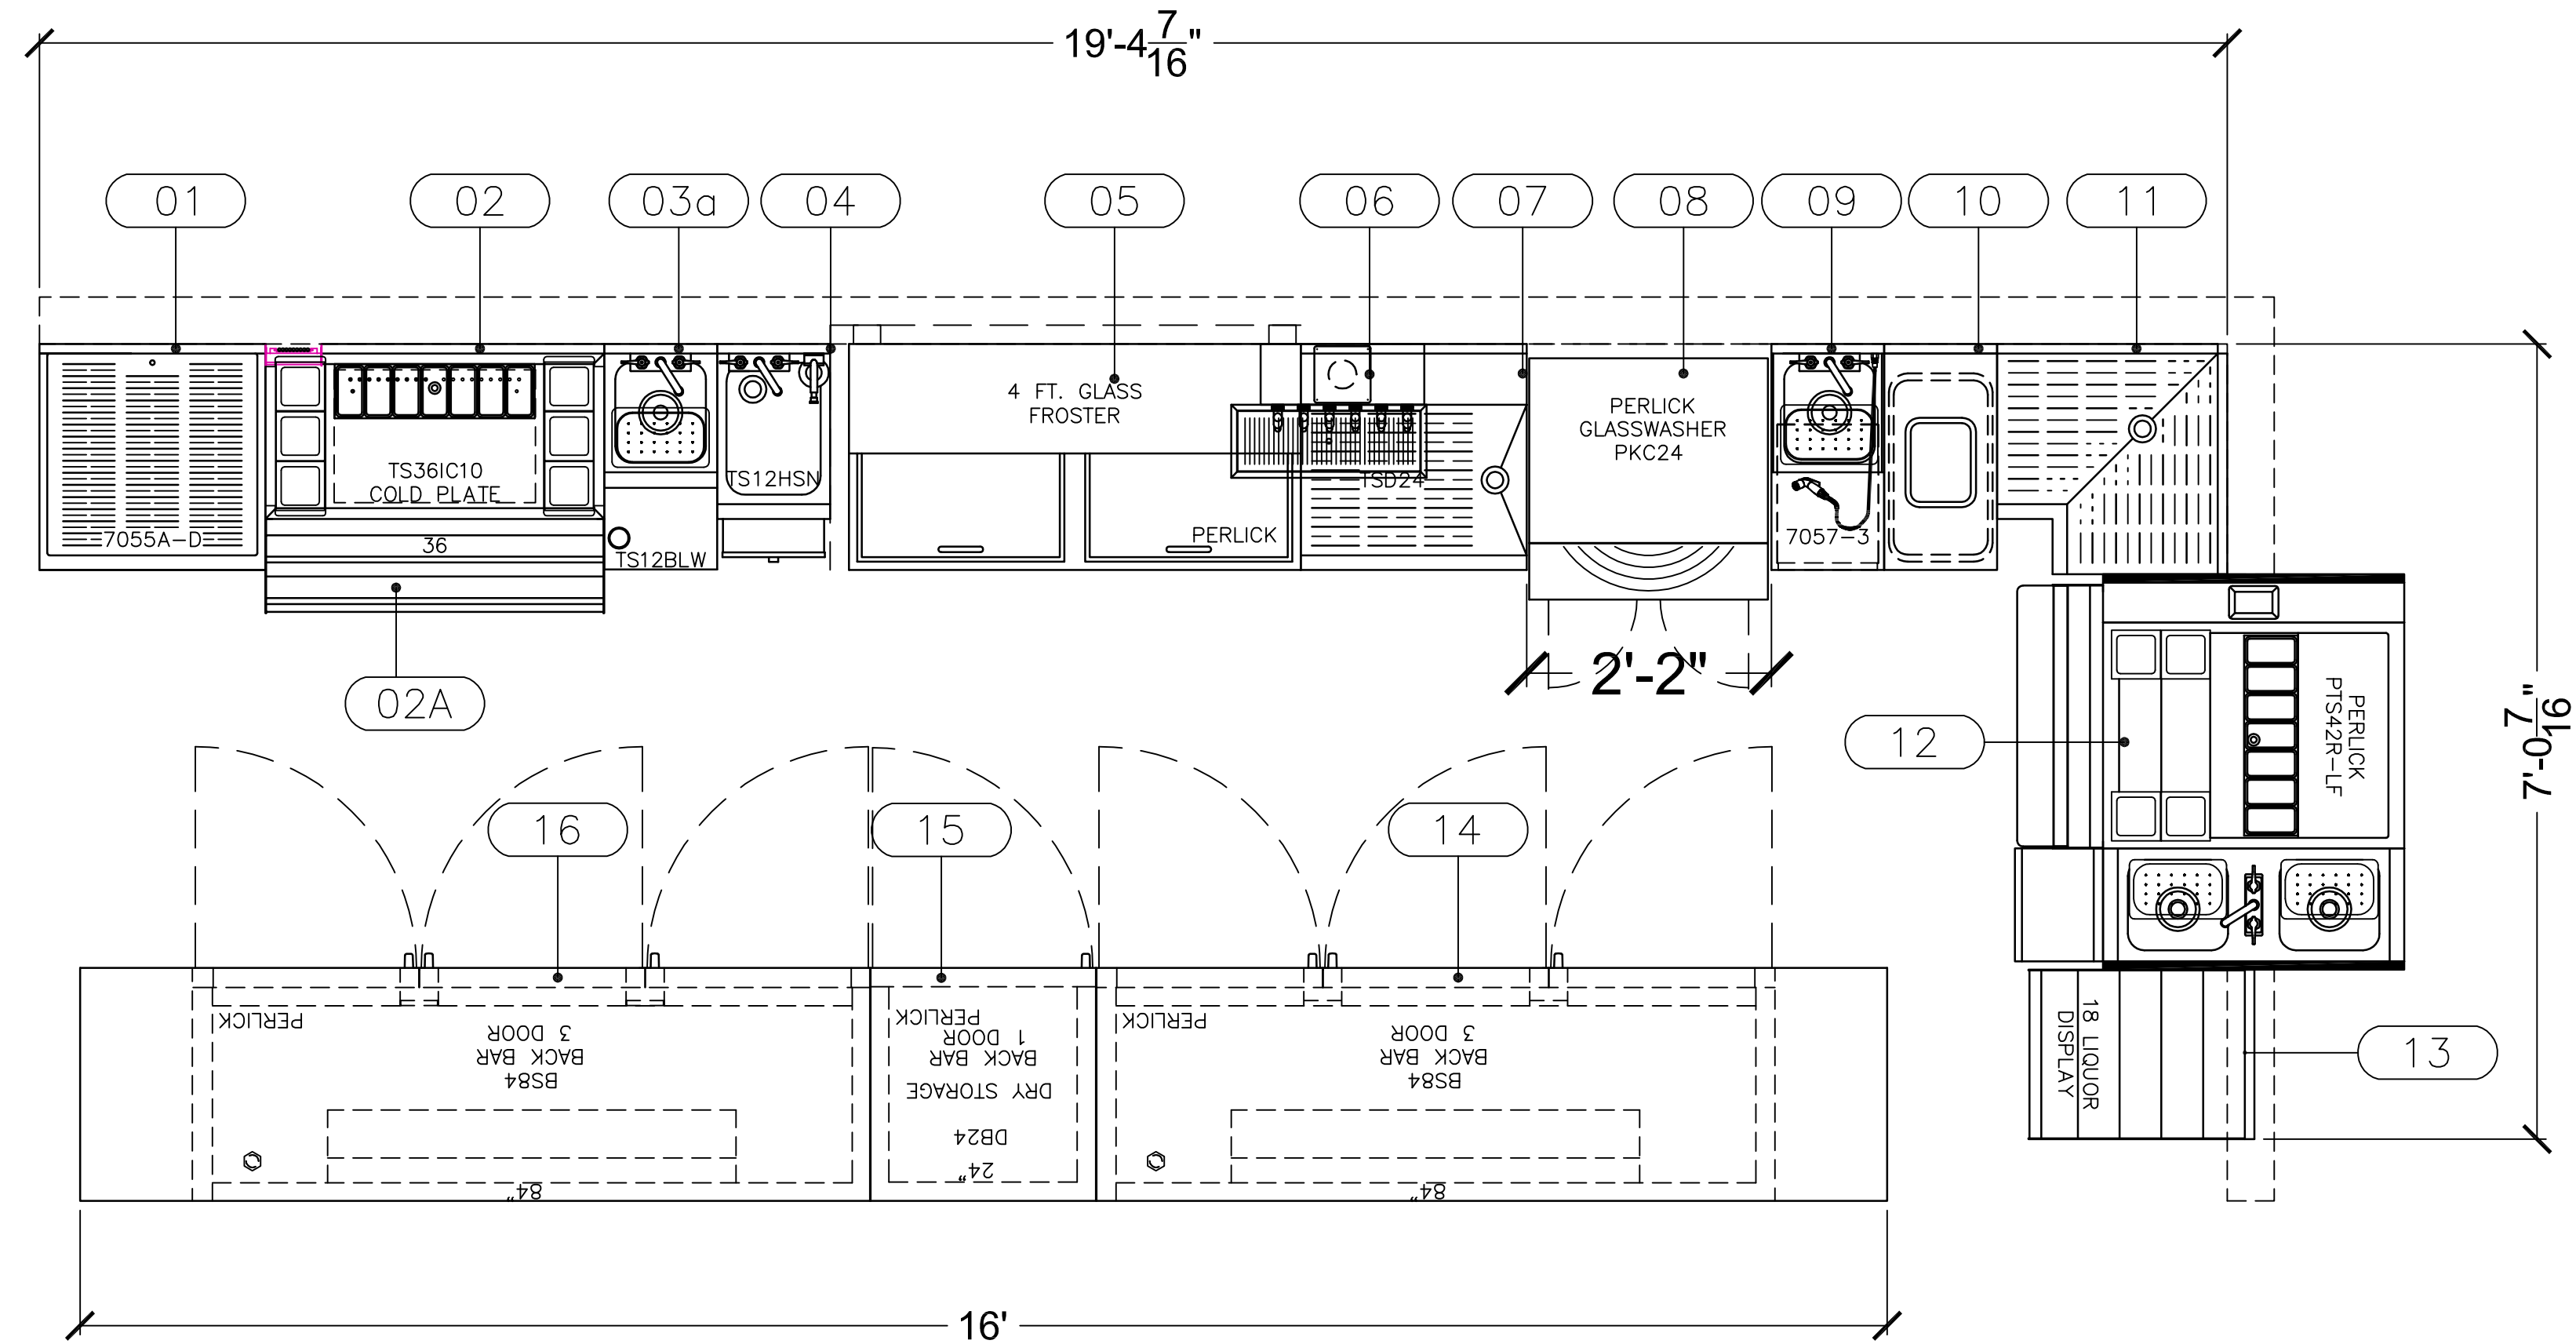 19'-4 7/16"
01
02
03a
04
05
06
07
08
09
10
11
4 FT. GLASS
FROSTER
PERLICK
GLASSWASHER
PKC24
TS36IC10
COLD PLATE
TS12HSN
TSD24
7055A-D
36
TS12BLW
PERLICK
7057-3
02A
2'-2"
12
PERLICK
PTS42R-LF
7'-0 7/16"
16
15
14
PERLICK
3 DOOR
BACK BAR
BS84
84"
PERLICK
1 DOOR
BACK BAR
DRY STORAGE
DB24
24"
PERLICK
3 DOOR
BACK BAR
BS84
84"
18 LIQUOR
DISPLAY
13
16'